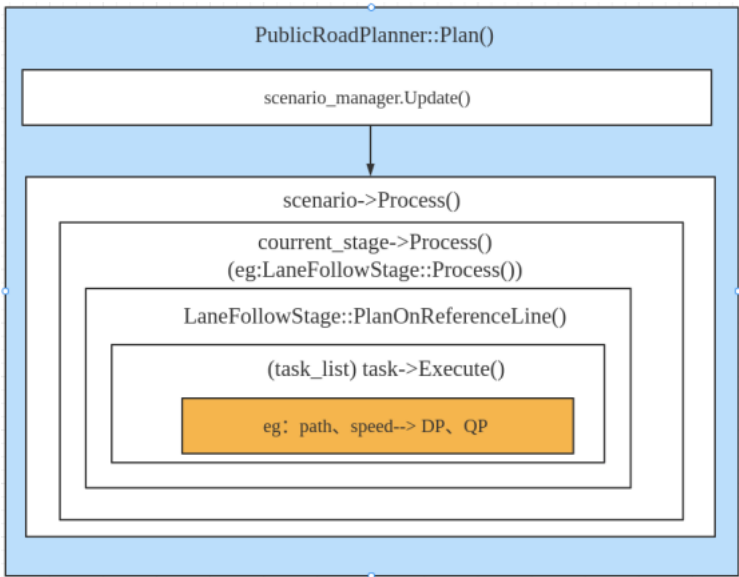 PublicRoadPlanner::Plan()
scenario_manager.Update()
scenario->Process()
courrent_stage->Process()
(eg:LaneFollowStage::Process())
LaneFollowStage::PlanOnReferenceLine()
(task_list) task->Execute()
eg：path、speed--> DP、QP